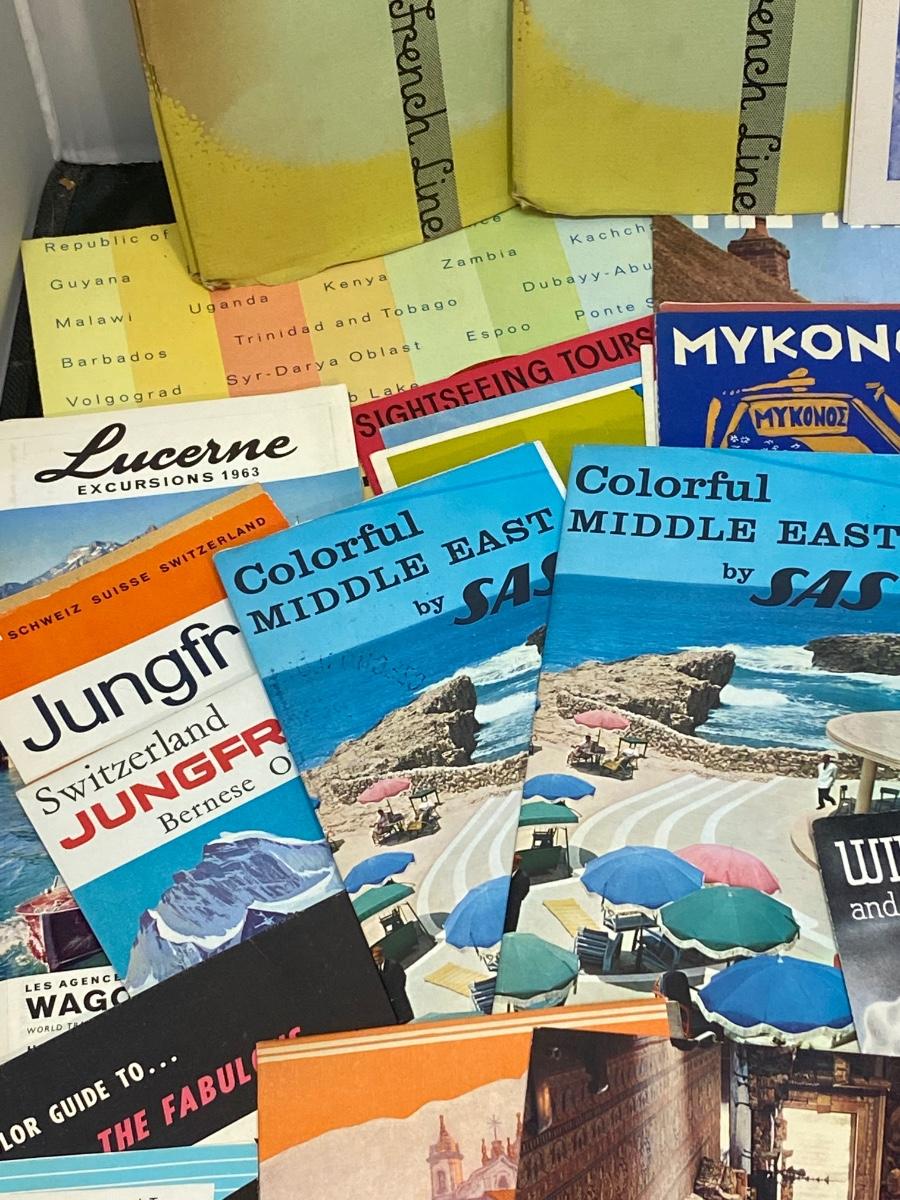 French Line
French Line
Republic of
Guyana
Malawi
Barbados
Volgograd
Uganda
Kenya
Zambia
Trinidad and Tobago
Syr-Darya Oblast
Lake
Espoo
Dubayy-Abu
Ponte
SIGHTSEEING TOURS
MYKONO
ΜΥΚΟΝΟΣ
Lucerne
EXCURSIONS 1963
SCHWEIZ SUISSE SWITZERLAND
Jungfr
Switzerland
JUNGFR
Bernese O
Colorful
MIDDLE EAST
by SAS
Colorful
MIDDLE EAST
by SAS
WI
and
LES AGENCE
WAGO
WORLD TR
LOR GUIDE TO...
THE FABULOUS